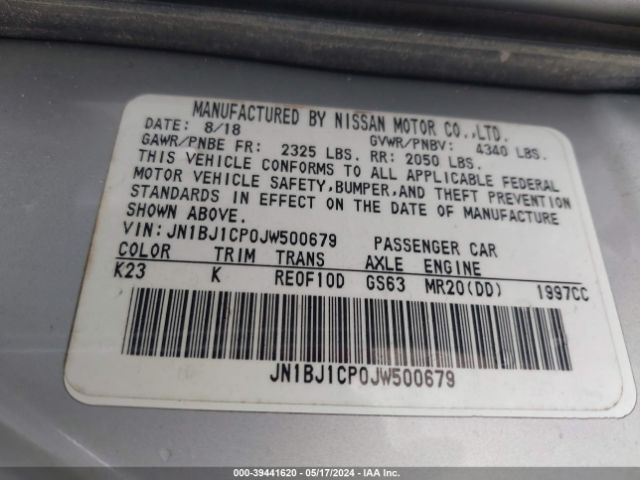 MANUFACTURED BY NISSAN MOTOR CO.,LTD.
DATE: 8/18 GVWR/PNBV: 4340 LBS.
GAWR/PNBE FR: 2325 LBS. RR: 2050 LBS.
THIS VEHICLE CONFORMS TO ALL APPLICABLE FEDERAL
MOTOR VEHICLE SAFETY,BUMPER,AND THEFT PREVENTION
STANDARDS IN EFFECT ON THE DATE OF MANUFACTURE
SHOWN ABOVE.
VIN:JN1BJ1CP0JW500679 PASSENGER CAR
COLOR TRIM TRANS AXLE ENGINE
K23 K RE0F10D GS63 MR20(DD) 1997CC
JN1BJ1CP0JW500679
000-39441620 - 05/17/2024 - IAA Inc.